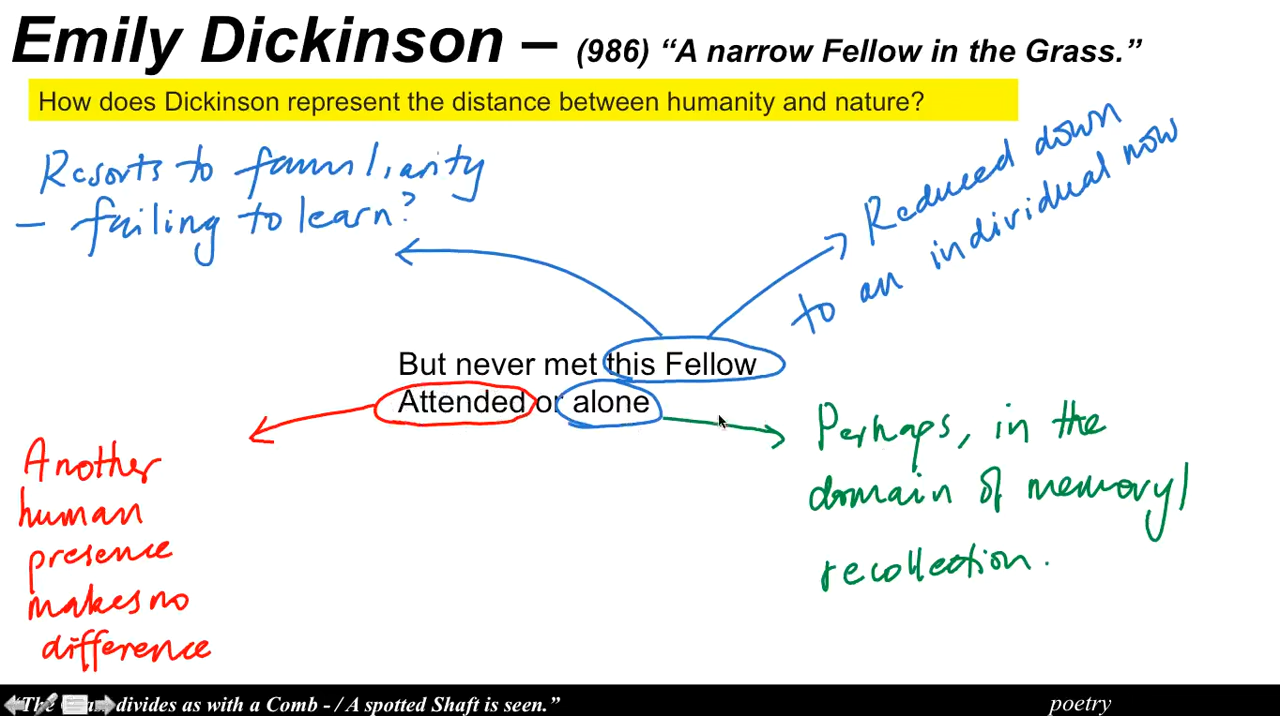 Emily Dickinson – (986) “A narrow Fellow in the Grass.”
How does Dickinson represent the distance between humanity and nature?
Resorts to familiarity
– failing to learn?
Reduced down
to an individual now
But never met this Fellow
Attended or alone
Another
human
presence
makes no
difference
Perhaps, in the
domain of memory/
recollection.
“The divides as with a Comb - / A spotted Shaft is seen.”
poetry